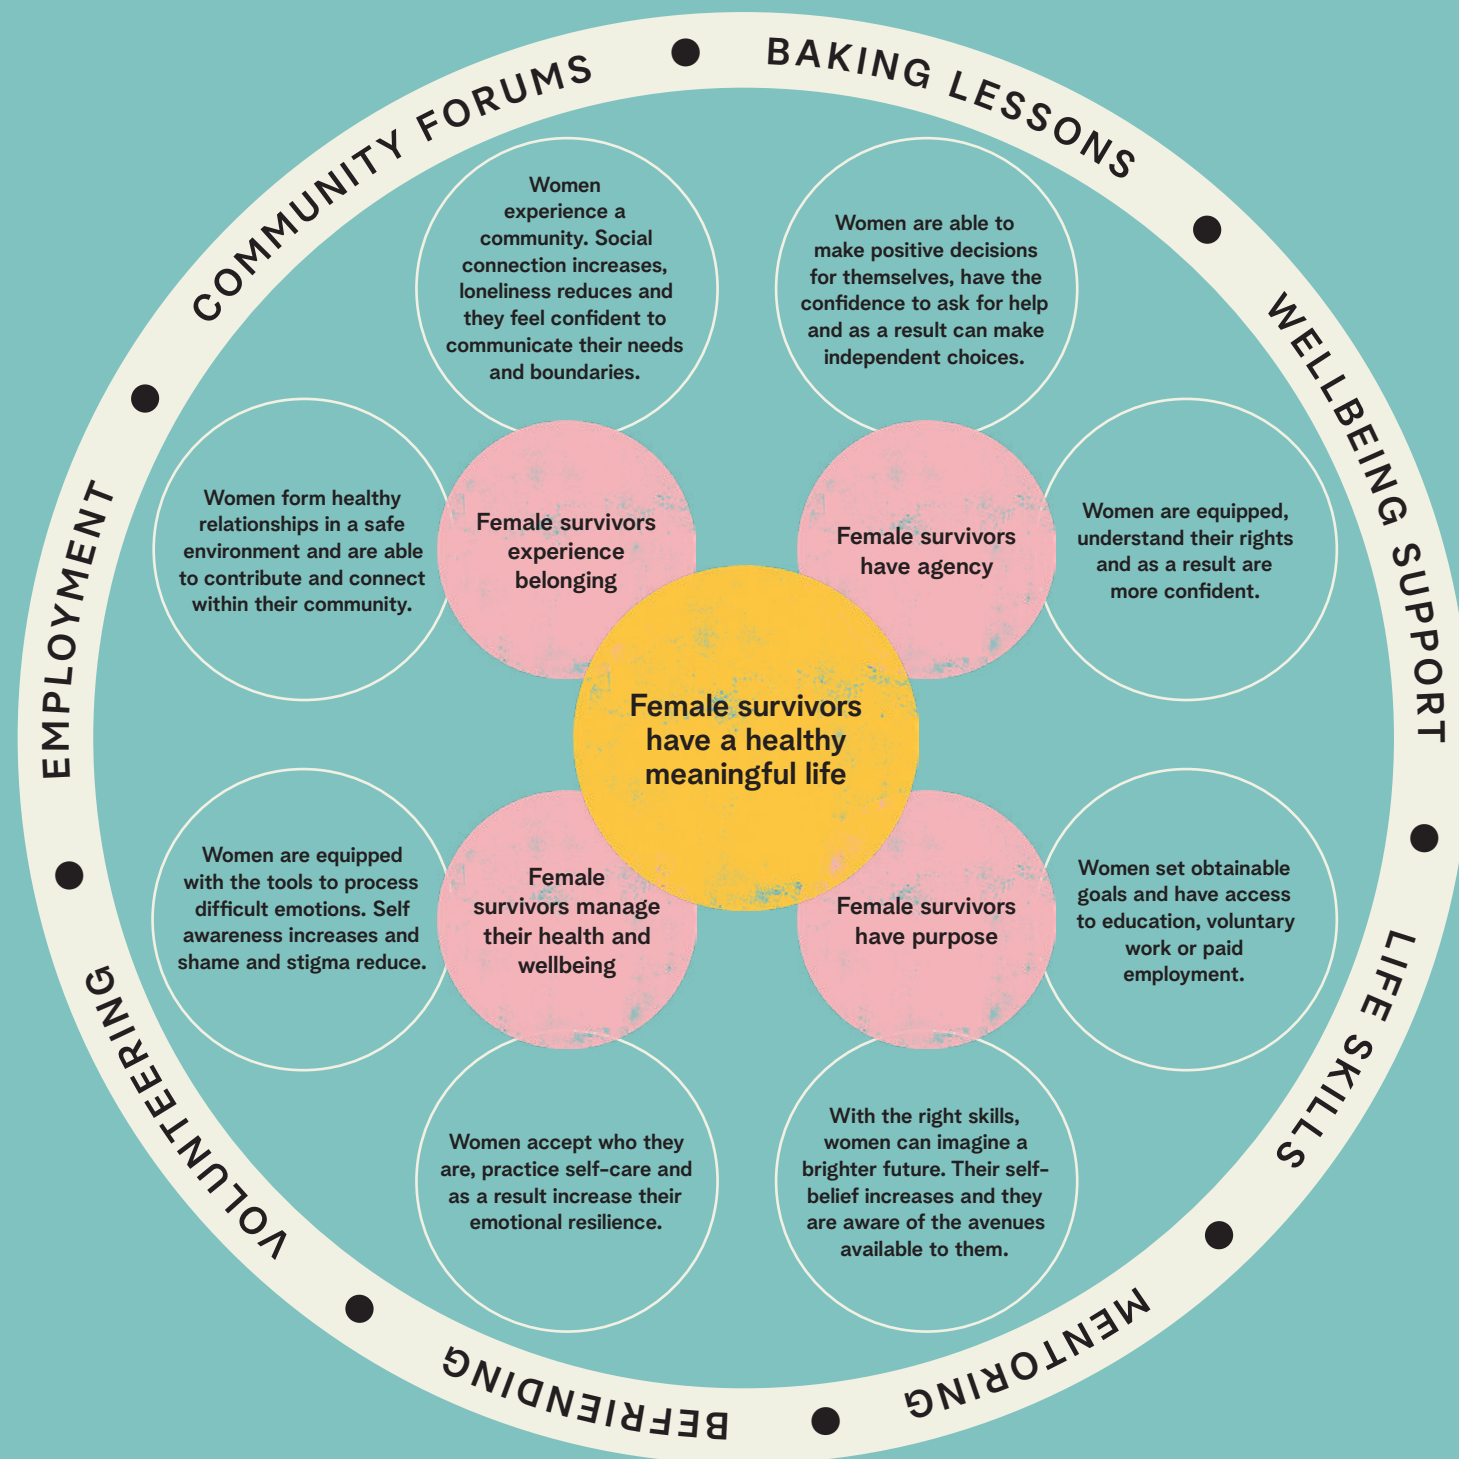 COMMUNITY FORUMS
BAKING LESSONS
WELLBEING SUPPORT
LIFE SKILLS
MENTORING
BEFRIENDING
VOLUNTEERING
EMPLOYMENT
Women
experience a
community. Social
connection increases,
loneliness reduces and
they feel confident to
communicate their needs
and boundaries.
Women are able to
make positive decisions
for themselves, have the
confidence to ask for help
and as a result can make
independent choices.
Women form healthy
relationships in a safe
environment and are able
to contribute and connect
within their community.
Female survivors
experience
belonging
Female survivors
have agency
Women are equipped,
understand their rights
and as a result are
more confident.
Female survivors
have a healthy
meaningful life
Women are equipped
with the tools to process
difficult emotions. Self
awareness increases and
shame and stigma reduce.
Female
survivors manage
their health and
wellbeing
Female survivors
have purpose
Women set obtainable
goals and have access
to education, voluntary
work or paid
employment.
Women accept who they
are, practice self-care and
as a result increase their
emotional resilience.
With the right skills,
women can imagine a
brighter future. Their self-
belief increases and they
are aware of the avenues
available to them.